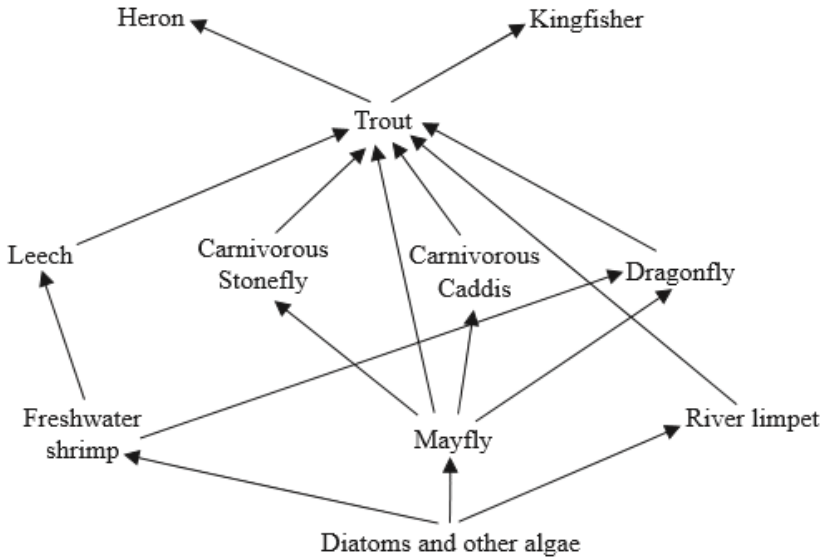 Heron
Kingfisher
Trout
Leech
Carnivorous
Stonefly
Carnivorous
Caddis
Dragonfly
Freshwater
shrimp
Mayfly
River limpet
Diatoms and other algae